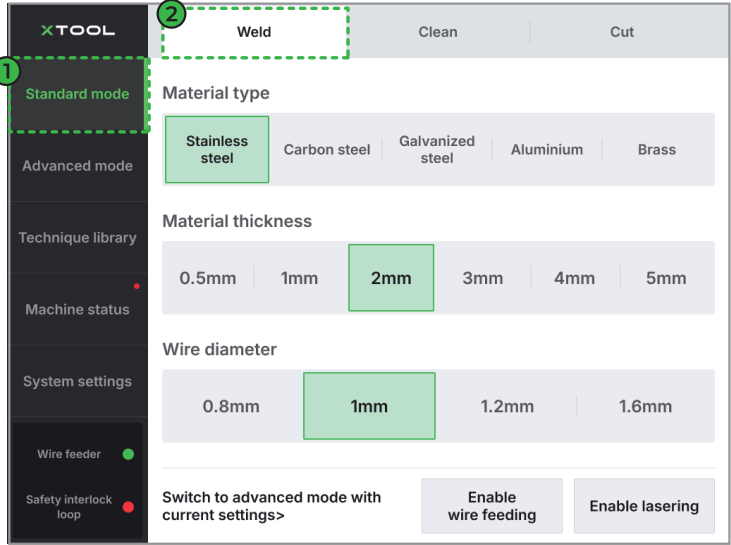 1
2
XTOOL
Weld
Clean
Cut
Standard mode
Advanced mode
Technique library
Machine status
System settings
Wire feeder
Safety interlock
loop
Material type
Stainless
steel
Carbon steel
Galvanized
steel
Aluminium
Brass
Material thickness
0.5mm
1mm
2mm
3mm
4mm
5mm
Wire diameter
0.8mm
1mm
1.2mm
1.6mm
Switch to advanced mode with
current settings>
Enable
wire feeding
Enable lasering